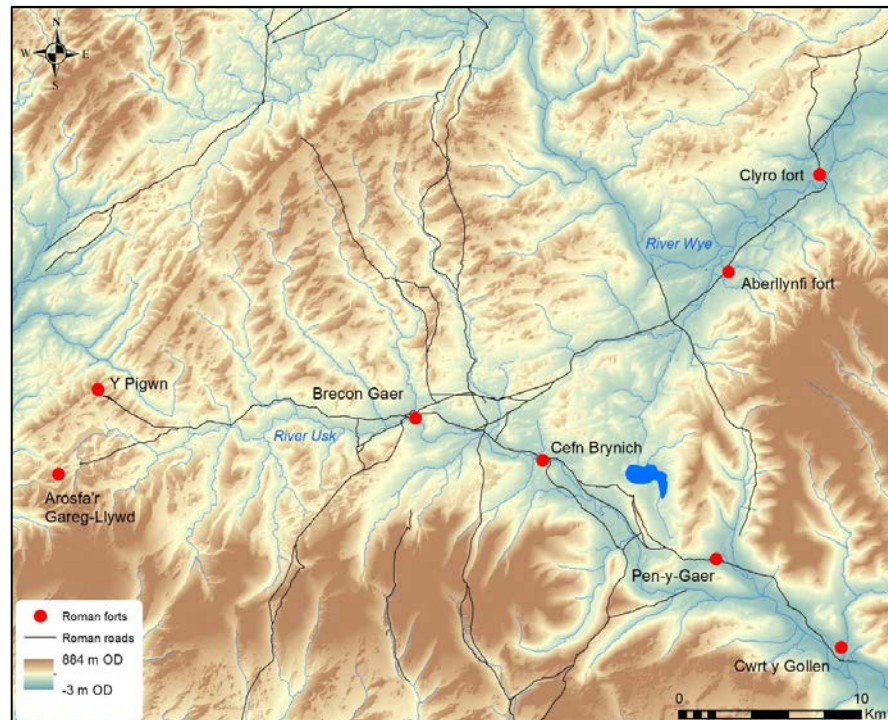 N
W E
S
Clyro fort
River Wye
Aberllynfi fort
Y Pigwn
Brecon Gaer
River Usk
Cefn Brynich
Arosfa'r
Gareg-Llwyd
Pen-y-Gaer
Cwrt y Gollen
Roman forts
Roman roads
884 m OD
-3 m OD
0 10
Km